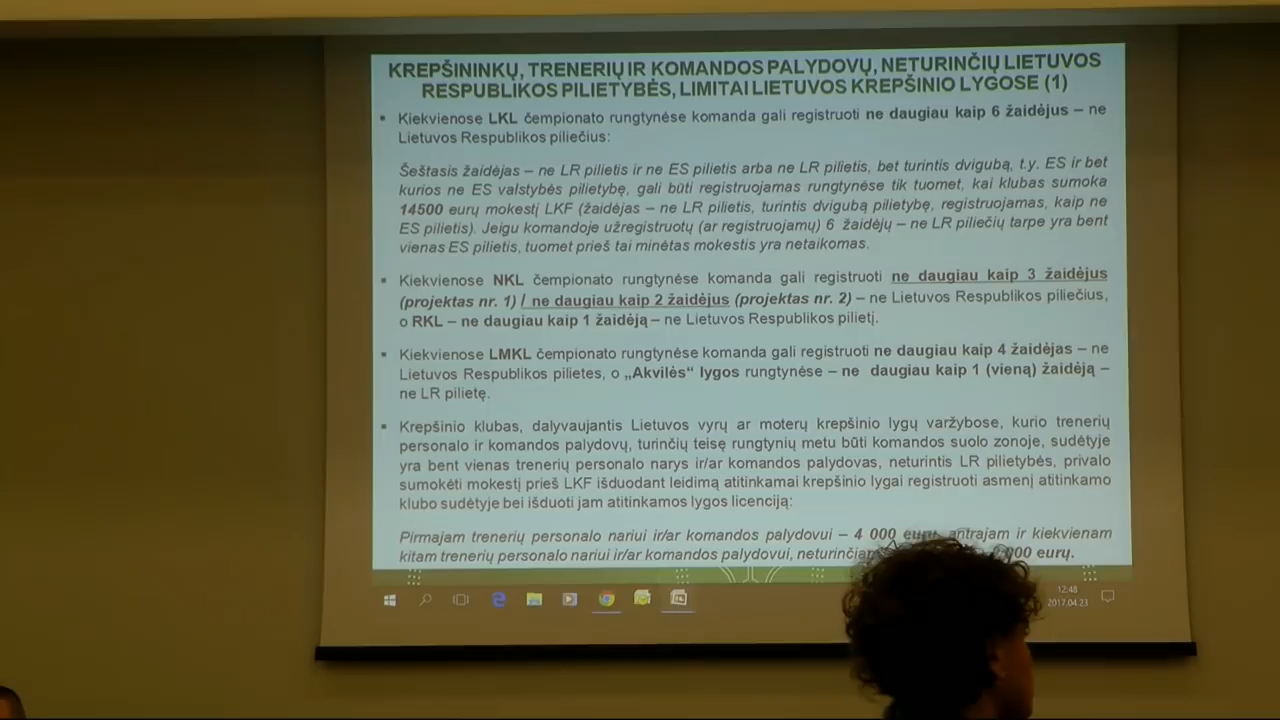 KREPŠININKŲ, TRENERIŲ IR KOMANDOS PALYDOVŲ, NETURINČIŲ LIETUVOS
RESPUBLIKOS PILIETYBĖS, LIMITAI LIETUVOS KREPŠINIO LYGOSE (1)
▪ Kiekvienose LKL čempionato rungtynėse komanda gali registruoti ne daugiau kaip 6 žaidėjus – ne
Lietuvos Respublikos piliečius:
Šeštasis žaidėjas – ne LR pilietis ir ne ES pilietis arba ne LR pilietis, bet turintis dvigubą, t.y. ES ir bet
kurios ne ES valstybės pilietybę, gali būti registruojamas rungtynėse tik tuomet, kai klubas sumoka
14500 eurų mokestį LKF (žaidėjas – ne LR pilietis, turintis dvigubą pilietybę, registruojamas, kaip ne
ES pilietis). Jeigu komandoje užregistruotų (ar registruojamų) 6 žaidėjų – ne LR piliečių tarpe yra bent
vienas ES pilietis, tuomet prieš tai minėtas mokestis yra netaikomas.
▪ Kiekvienose NKL čempionato rungtynėse komanda gali registruoti ne daugiau kaip 3 žaidėjus
(projektas nr. 1) / ne daugiau kaip 2 žaidėjus (projektas nr. 2) – ne Lietuvos Respublikos piliečius,
o RKL – ne daugiau kaip 1 žaidėją – ne Lietuvos Respublikos pilietį.
▪ Kiekvienose LMKL čempionato rungtynėse komanda gali registruoti ne daugiau kaip 4 žaidėjas – ne
Lietuvos Respublikos pilietes, o „Akvilės“ lygos rungtynėse – ne daugiau kaip 1 (vieną) žaidėją –
ne LR pilietę.
▪ Krepšinio klubas, dalyvaujantis Lietuvos vyrų ar moterų krepšinio lygų varžybose, kurio trenerių
personalo ir komandos palydovų, turinčių teisę rungtynių metu būti komandos suolo zonoje, sudėtyje
yra bent vienas trenerių personalo narys ir/ar komandos palydovas, neturintis LR pilietybės, privalo
sumokėti mokestį prieš LKF išduodant leidimą atitinkamai krepšinio lygai registruoti asmenį atitinkamo
klubo sudėtyje bei išduoti jam atitinkamos lygos licenciją:
Pirmajam trenerių personalo nariui ir/ar komandos palydovui – 4 000 eurų, antrajam ir kiekvienam
kitam trenerių personalo nariui ir/ar komandos palydovui, eurų.
12:48
2017.04.23